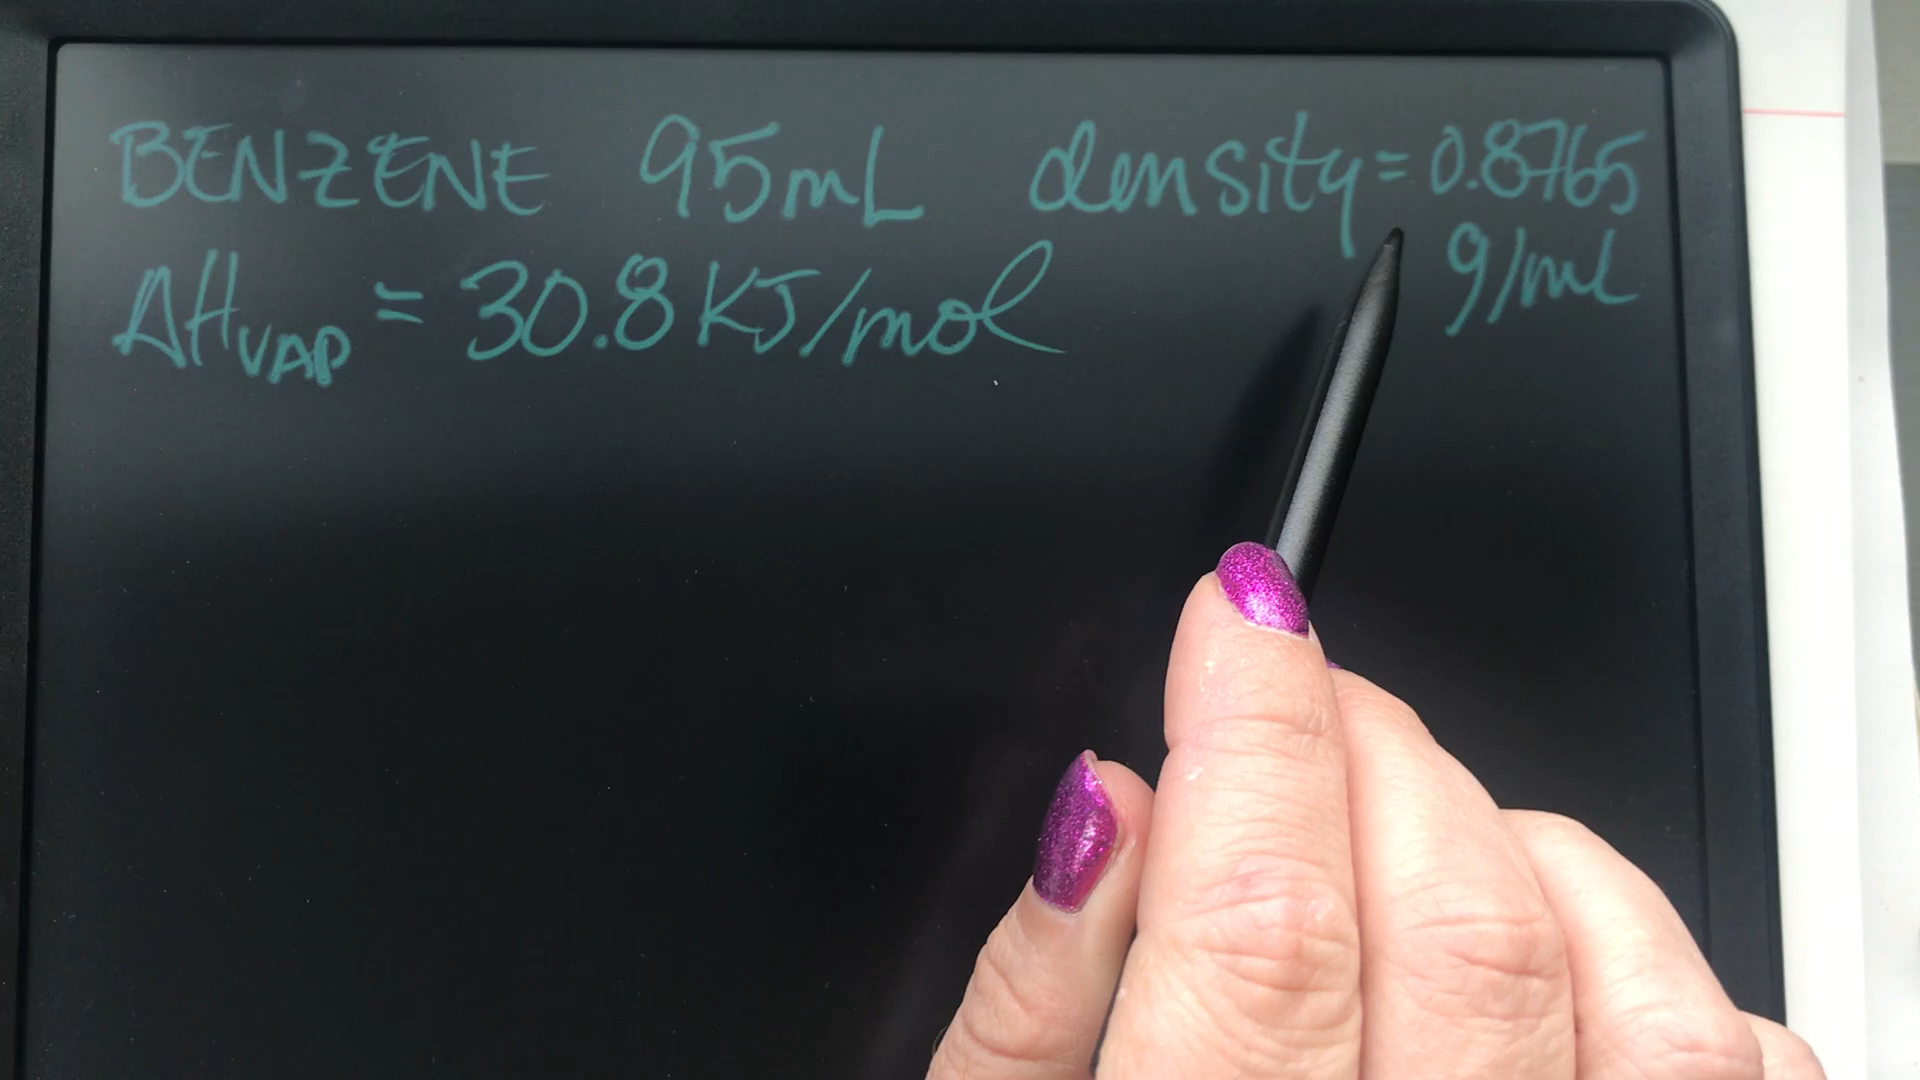 BENZENE 95mL density=0.8765
g/mL
ΔHVAP = 30.8 KJ/mol